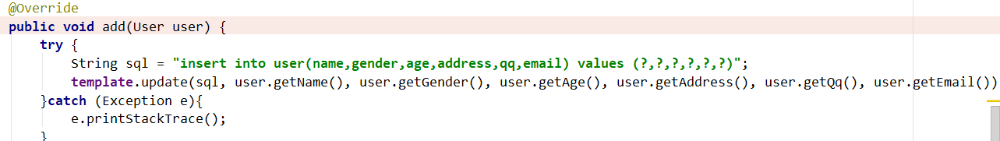 @Override
public void add(User user) {
try {
String sql = "insert into user(name,gender,age,address,qq,email) values (?,?,?,?,?,?)";
template.update(sql, user.getName(), user.getGender(), user.getAge(), user.getAddress(), user.getQq(), user.getEmail())
}catch (Exception e){
e.printStackTrace();
}